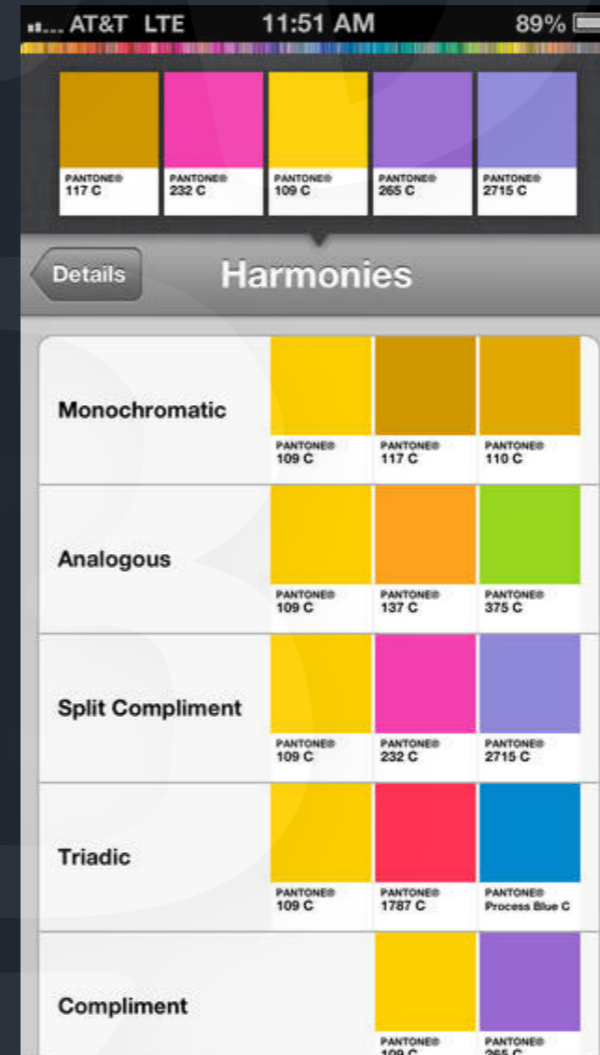 AT&T LTE 11:51 AM 89%
PANTONE® PANTONE® PANTONE® PANTONE® PANTONE®
117 C 232 C 109 C 265 C 2715 C
Details Harmonies
Monochromatic
PANTONE® PANTONE® PANTONE®
109 C 117 C 110 C
Analogous
PANTONE® PANTONE® PANTONE®
109 C 137 C 375 C
Split Compliment
PANTONE® PANTONE® PANTONE®
109 C 232 C 2715 C
Triadic
PANTONE® PANTONE® PANTONE®
109 C 1787 C Process Blue C
Compliment
PANTONE® PANTONE®
109 C 265 C